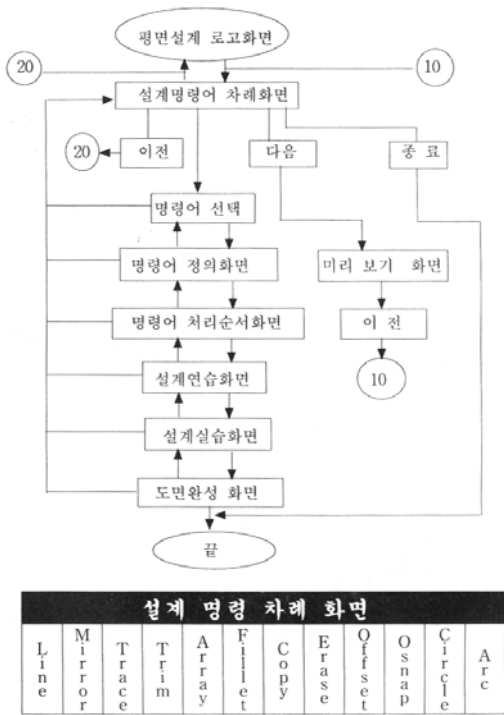 평면설계 로고화면
20
10
설계명령어 차례화면
20
이전
다음
종 료
명령어 선택
명령어 정의화면
미리 보기 화면
명령어 처리순서화면
이 전
설계연습화면
10
설계실습화면
도면완성 화면
끝
설계 명령 차례 화면
Line
Mirror
Trace
Trim
Array
Fillet
Copy
Erase
Offset
Osnap
Circle
Arc